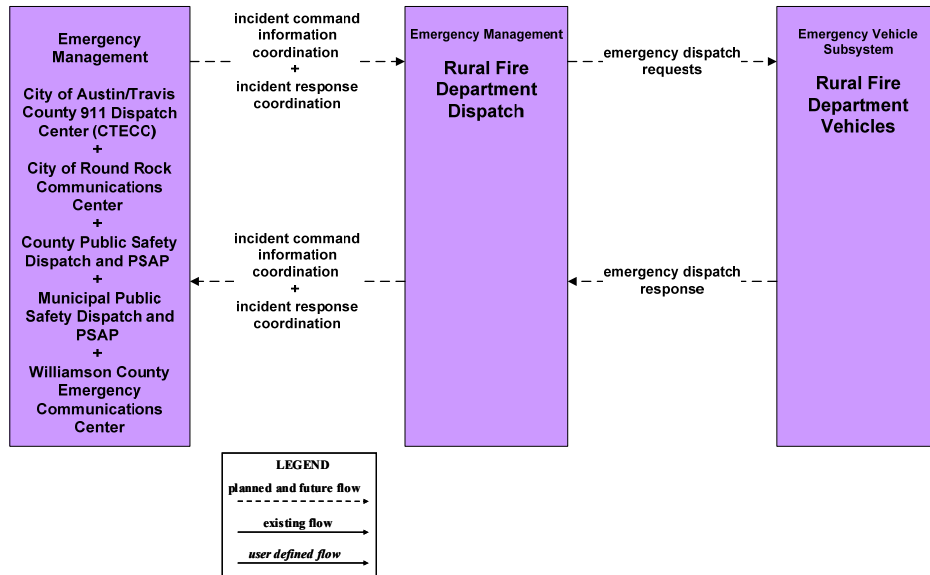 Emergency
Management
City of Austin/Travis
County 911 Dispatch
Center (CTECC)
+
City of Round Rock
Communications
Center
+
County Public Safety
Dispatch and PSAP
+
Municipal Public
Safety Dispatch and
PSAP
+
Williamson County
Emergency
Communications
Center
incident command
information
coordination
+
incident response
coordination
incident command
information
coordination
+
incident response
coordination
Emergency Management
Rural Fire
Department
Dispatch
emergency dispatch
requests
emergency dispatch
response
Emergency Vehicle
Subsystem
Rural Fire
Department
Vehicles
LEGEND
planned and future flow
existing flow
user defined flow